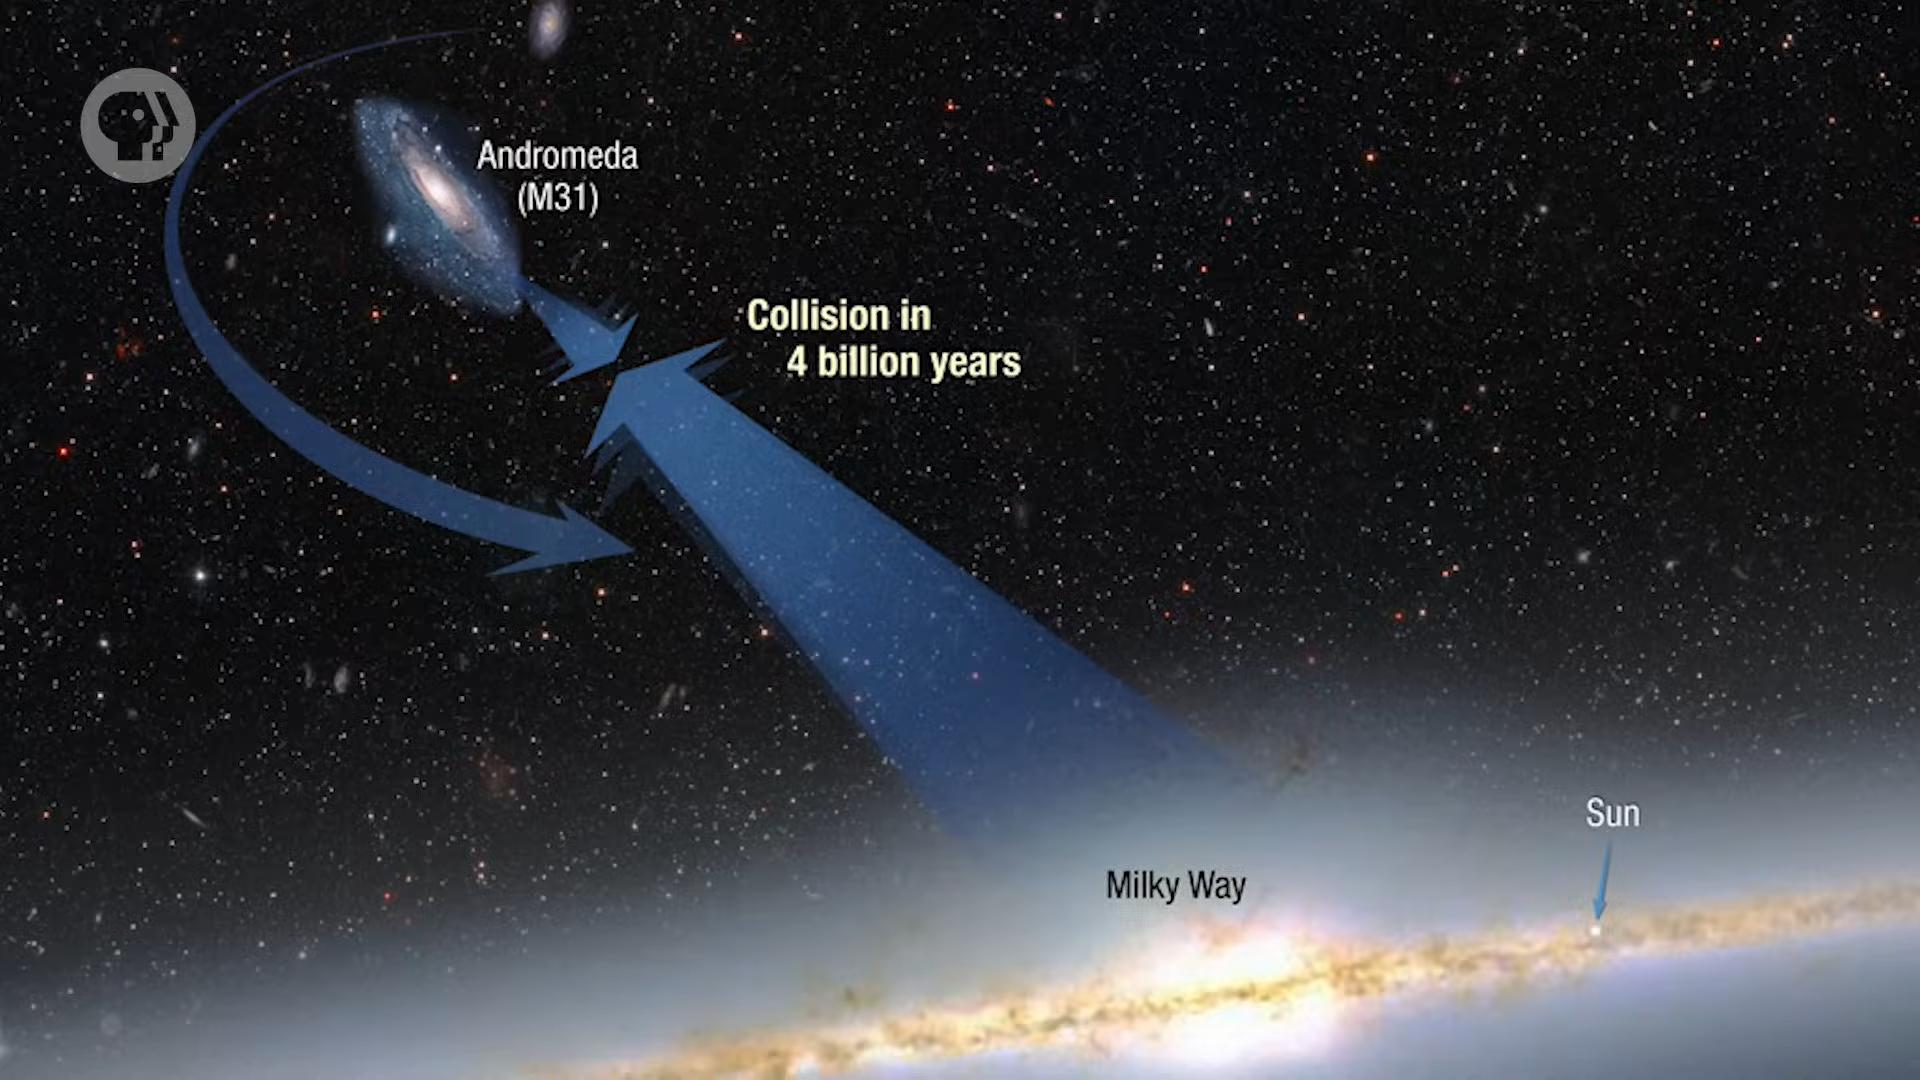 Andromeda
(M31)
Collision in
4 billion years
Sun
Milky Way